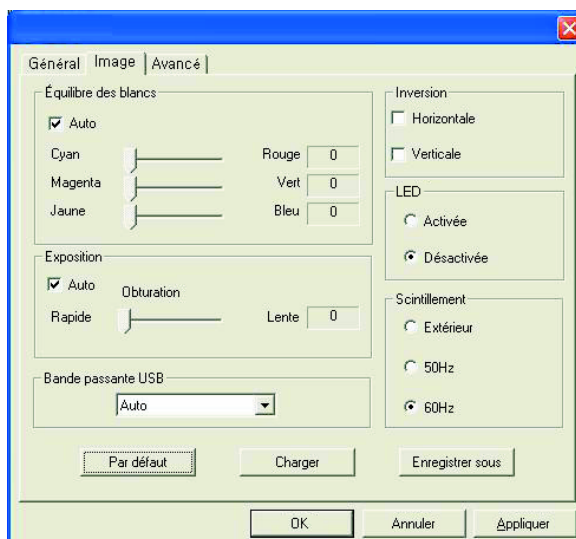 Général Image Avancé
Équilibre des blancs
Auto
Cyan Rouge 0
Magenta Vert 0
Jaune Bleu 0
Exposition
Auto
Obturation
Rapide Lente 0
Bande passante USB
Auto
Inversion
Horizontale
Verticale
LED
Activée
Désactivée
Scintillement
Extérieur
50Hz
60Hz
Par défaut Charger Enregistrer sous
OK Annuler Appliquer